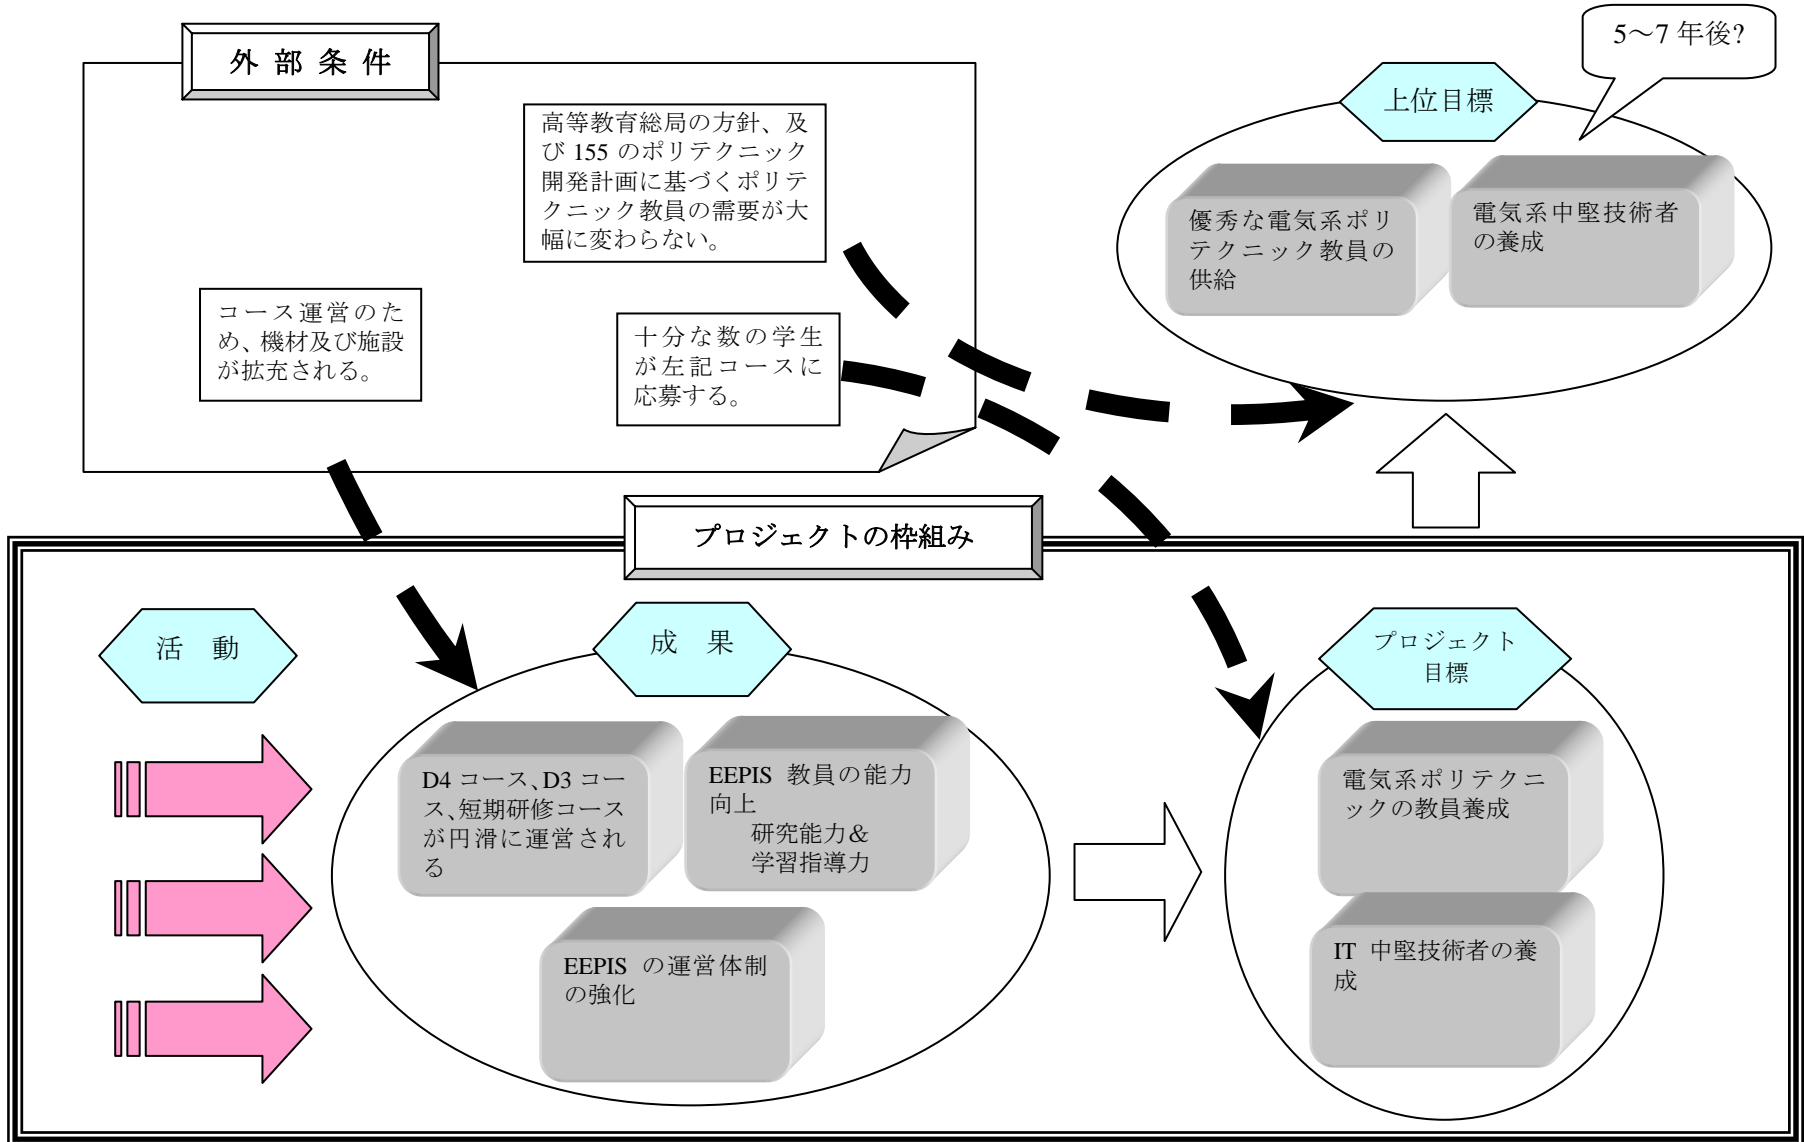 外 部 条 件
高等教育総局の方針、及
び 155 のポリテクニック
開発計画に基づくポリテ
クニック教員の需要が大
幅に変わらない。
コース運営のた
め、機材及び施設
が拡充される。
十分な数の学生
が左記コースに
応募する。
5～7 年後?
上位目標
優秀な電気系ポリ
テクニック教員の
供給
電気系中堅技術者
の養成
プロジェクトの枠組み
活　動
成　果
D4 コース、D3 コー
ス、短期研修コース
が円滑に運営され
る
EEPIS 教員の能力
向上
研究能力＆
学習指導力
EEPIS の運営体制
の強化
プロジェクト
目標
電気系ポリテクニ
ックの教員養成
IT 中堅技術者の養
成